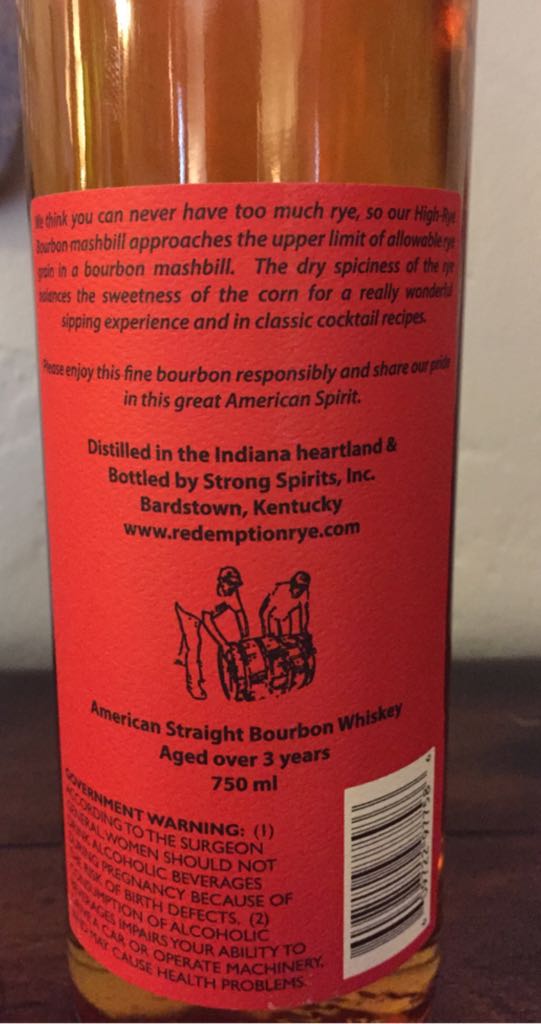 We think you can never have too much rye, so our High-Rye
Bourbon mashbill approaches the upper limit of allowable rye
grain in a bourbon mashbill. The dry spiciness of the rye
balances the sweetness of the corn for a really wonderful
sipping experience and in classic cocktail recipes.
Please enjoy this fine bourbon responsibly and share our pride
in this great American Spirit.
Distilled in the Indiana heartland &
Bottled by Strong Spirits, Inc.
Bardstown, Kentucky
www.redemptionrye.com
American Straight Bourbon Whiskey
Aged over 3 years
750 ml
GOVERNMENT WARNING: (1)
ACCORDING TO THE SURGEON
GENERAL WOMEN SHOULD NOT
DRINK ALCOHOLIC BEVERAGES
DURING PREGNANCY BECAUSE OF
THE RISK OF BIRTH DEFECTS. (2)
CONSUMPTION OF ALCOHOLIC
BEVERAGES IMPAIRS YOUR ABILITY TO
DRIVE A CAR OR OPERATE MACHINERY,
AND MAY CAUSE HEALTH PROBLEMS.